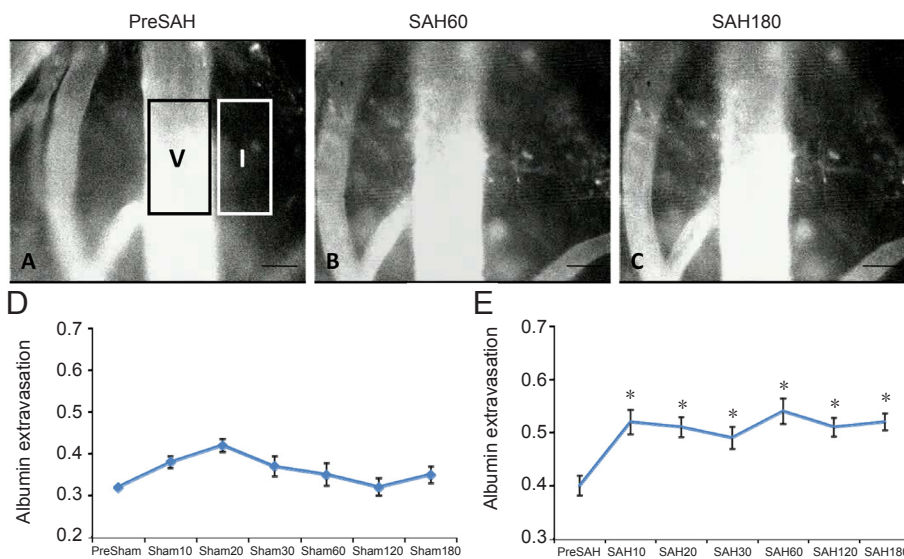 PreSAH SAH60 SAH180
V I
A B C
D E
Albumin extravasation
0.7
0.6
0.5
0.4
0.3
0.2
PreSham Sham10 Sham20 Sham30 Sham60 Sham120 Sham180
Albumin extravasation
0.7
0.6
0.5
0.4
0.3
* * * * * *
PreSAH SAH10 SAH20 SAH30 SAH60 SAH120 SAH180